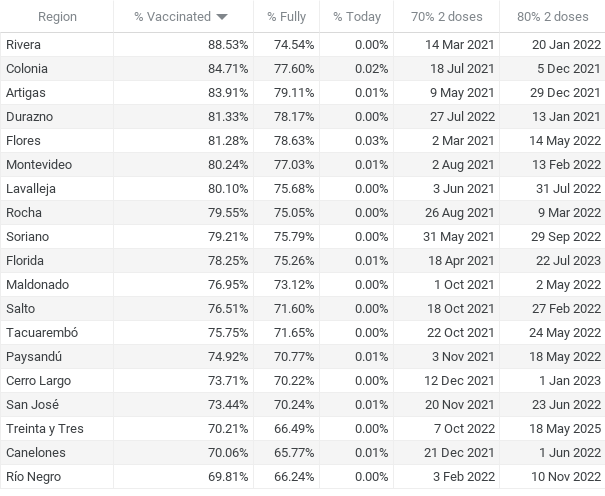 Region % Vaccinated % Fully % Today 70% 2 doses 80% 2 doses
Rivera 88.53% 74.54% 0.00% 14 Mar 2021 20 Jan 2022
Colonia 84.71% 77.60% 0.02% 18 Jul 2021 5 Dec 2021
Artigas 83.91% 79.11% 0.01% 9 May 2021 29 Dec 2021
Durazno 81.33% 78.17% 0.00% 27 Jul 2022 13 Jan 2021
Flores 81.28% 78.63% 0.03% 2 Mar 2021 14 May 2022
Montevideo 80.24% 77.03% 0.01% 2 Aug 2021 13 Feb 2022
Lavalleja 80.10% 75.68% 0.00% 3 Jun 2021 31 Jul 2022
Rocha 79.55% 75.05% 0.00% 26 Aug 2021 9 Mar 2022
Soriano 79.21% 75.79% 0.00% 31 May 2021 29 Sep 2022
Florida 78.25% 75.26% 0.01% 18 Apr 2021 22 Jul 2023
Maldonado 76.95% 73.12% 0.00% 1 Oct 2021 2 May 2022
Salto 76.51% 71.60% 0.00% 18 Oct 2021 27 Feb 2022
Tacuarembó 75.75% 71.65% 0.00% 22 Oct 2021 24 May 2022
Paysandú 74.92% 70.77% 0.01% 3 Nov 2021 18 May 2022
Cerro Largo 73.71% 70.22% 0.00% 12 Dec 2021 1 Jan 2023
San José 73.44% 70.24% 0.01% 20 Nov 2021 23 Jun 2022
Treinta y Tres 70.21% 66.49% 0.00% 7 Oct 2022 18 May 2025
Canelones 70.06% 65.77% 0.01% 21 Dec 2021 1 Jun 2022
Río Negro 69.81% 66.24% 0.00% 3 Feb 2022 10 Nov 2022